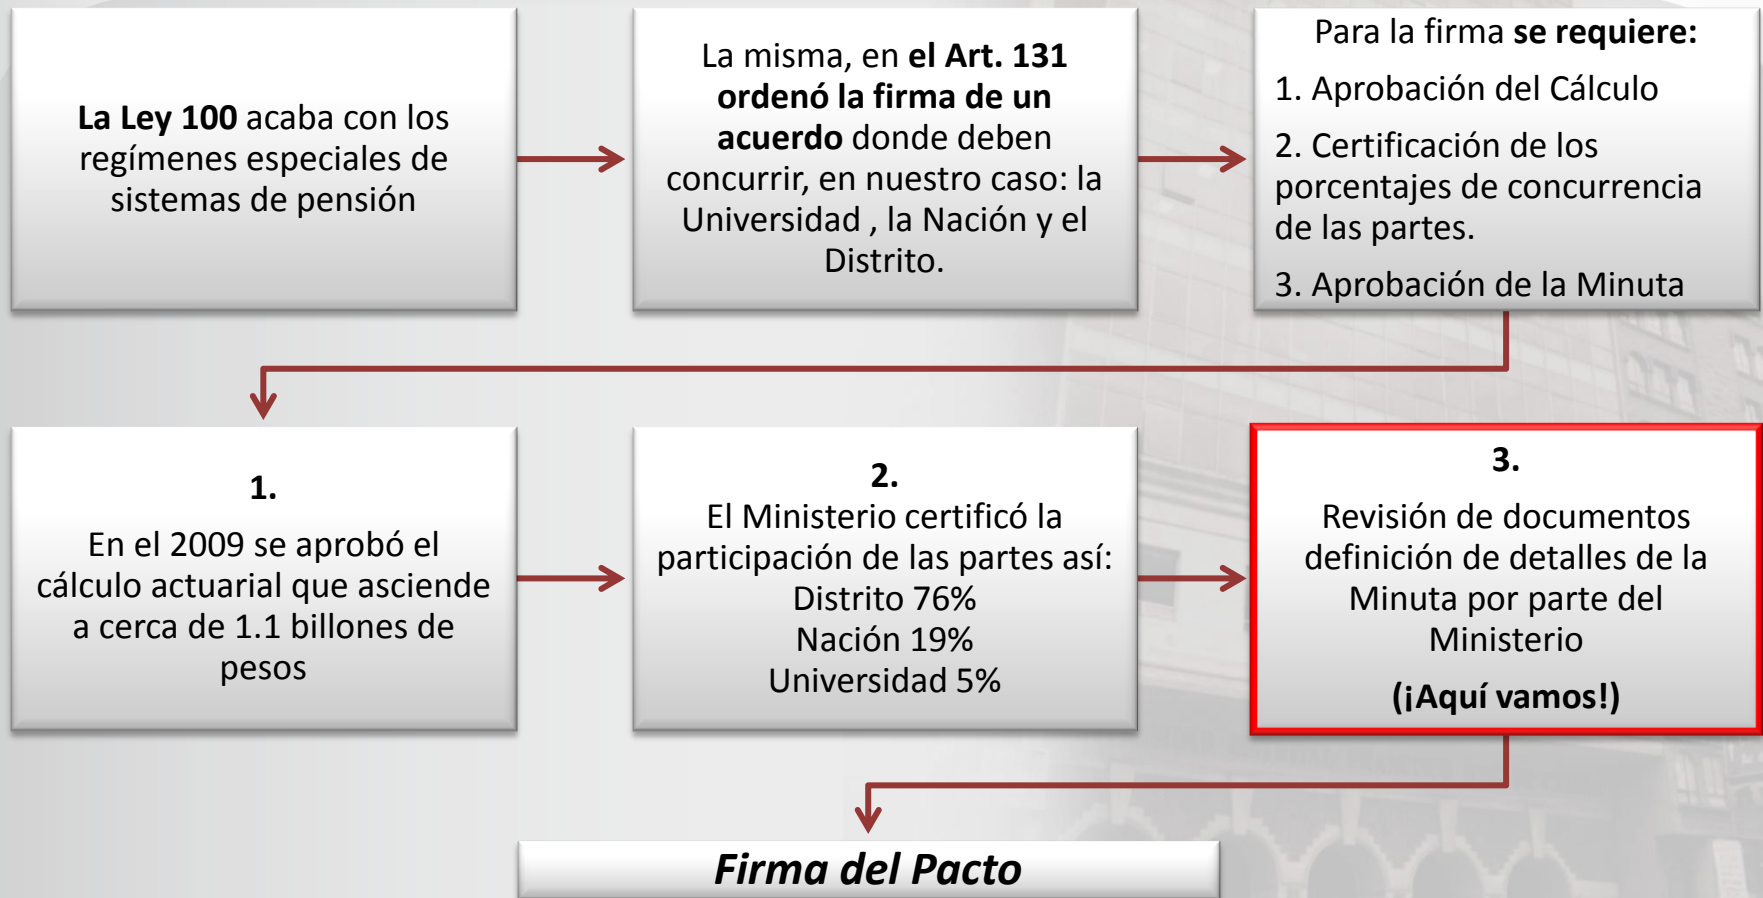 La Ley 100 acaba con los
regímenes especiales de
sistemas de pensión
La misma, en el Art. 131
ordenó la firma de un
acuerdo donde deben
concurrir, en nuestro caso: la
Universidad , la Nación y el
Distrito.
Para la firma se requiere:
1. Aprobación del Cálculo
2. Certificación de los
porcentajes de concurrencia
de las partes.
3. Aprobación de la Minuta
1.
En el 2009 se aprobó el
cálculo actuarial que asciende
a cerca de 1.1 billones de
pesos
2.
El Ministerio certificó la
participación de las partes así:
Distrito 76%
Nación 19%
Universidad 5%
3.
Revisión de documentos
definición de detalles de la
Minuta por parte del
Ministerio
(¡Aquí vamos!)
Firma del Pacto